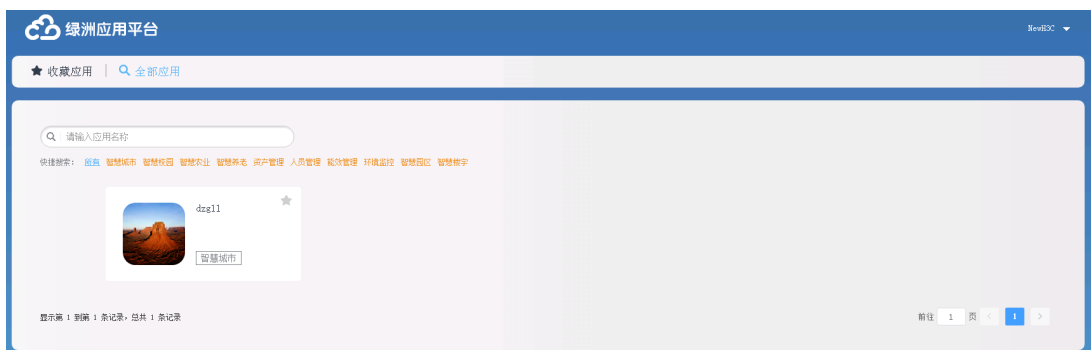 绿洲应用平台
NewH3C
收藏应用 全部应用
请输入应用名称
快捷搜索: 所有 智慧城市 智慧校园 智慧农业 智慧养老 资产管理 人员管理 能效管理 环境监控 智慧园区 智慧楼宇
dzgl1
智慧城市
显示第 1 到第 1 条记录，总共 1 条记录
前往 1 页 < 1 >